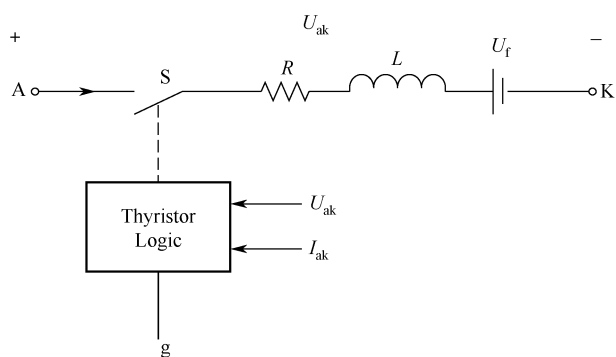 U_ak
+ U_f −
A S R L K
Thyristor
Logic
U_ak
I_ak
g